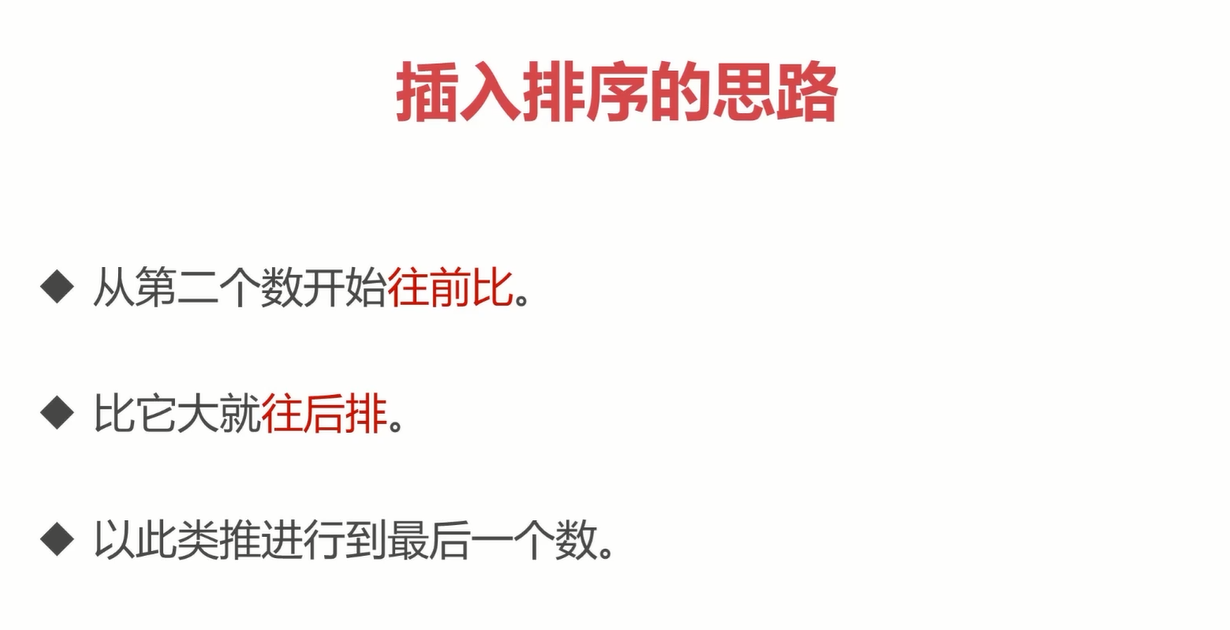 插入排序的思路
◆ 从第二个数开始往前比。
◆ 比它大就往后排。
◆ 以此类推进行到最后一个数。